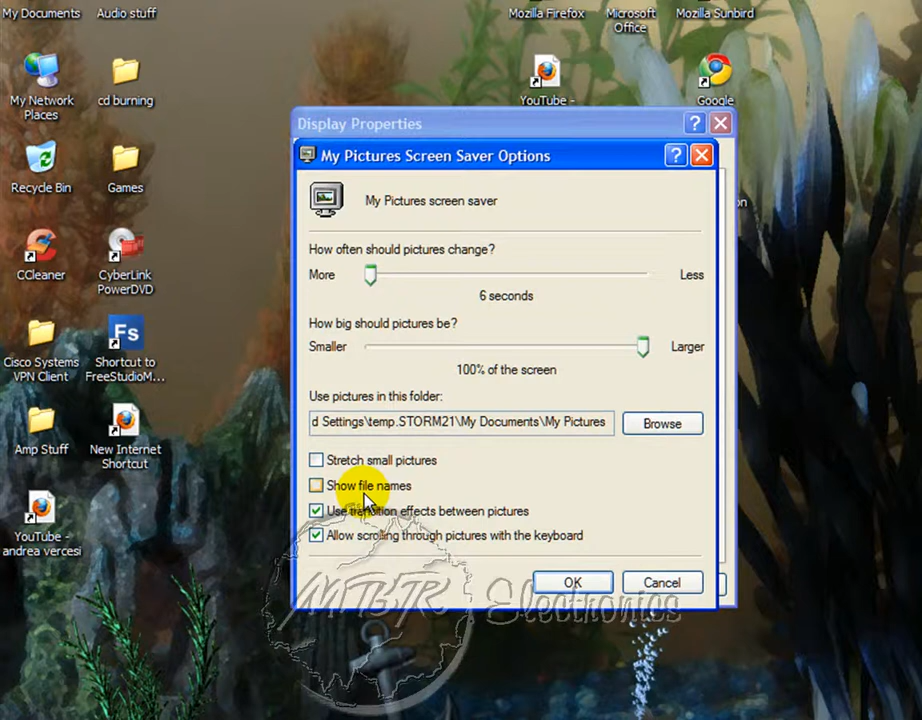 My Documents
Audio stuff
Mozilla Firefox
Microsoft
Office
Mozilla Sunbird
My Network
Places
cd burning
YouTube -
Google
Recycle Bin
Games
CCleaner
CyberLink
PowerDVD
Cisco Systems
VPN Client
Fs
Shortcut to
FreeStudioM...
Amp Stuff
New Internet
Shortcut
YouTube -
andrea vercesi
Display Properties
on
My Pictures Screen Saver Options
My Pictures screen saver
How often should pictures change?
More
Less
6 seconds
How big should pictures be?
Smaller
Larger
100% of the screen
Use pictures in this folder:
d Settings\temp.STORM21\My Documents\My Pictures
Browse
Stretch small pictures
Show file names
Use transition effects between pictures
Allow scrolling through pictures with the keyboard
OK
Cancel
MTBTR Electronics